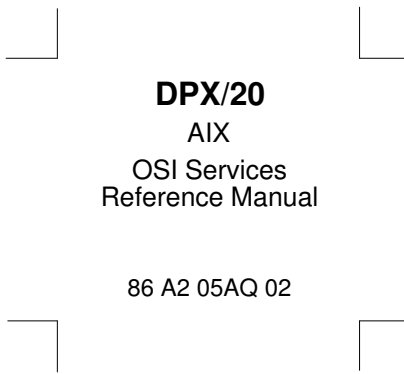 DPX/20
AIX
OSI Services
Reference Manual
86 A2 05AQ 02